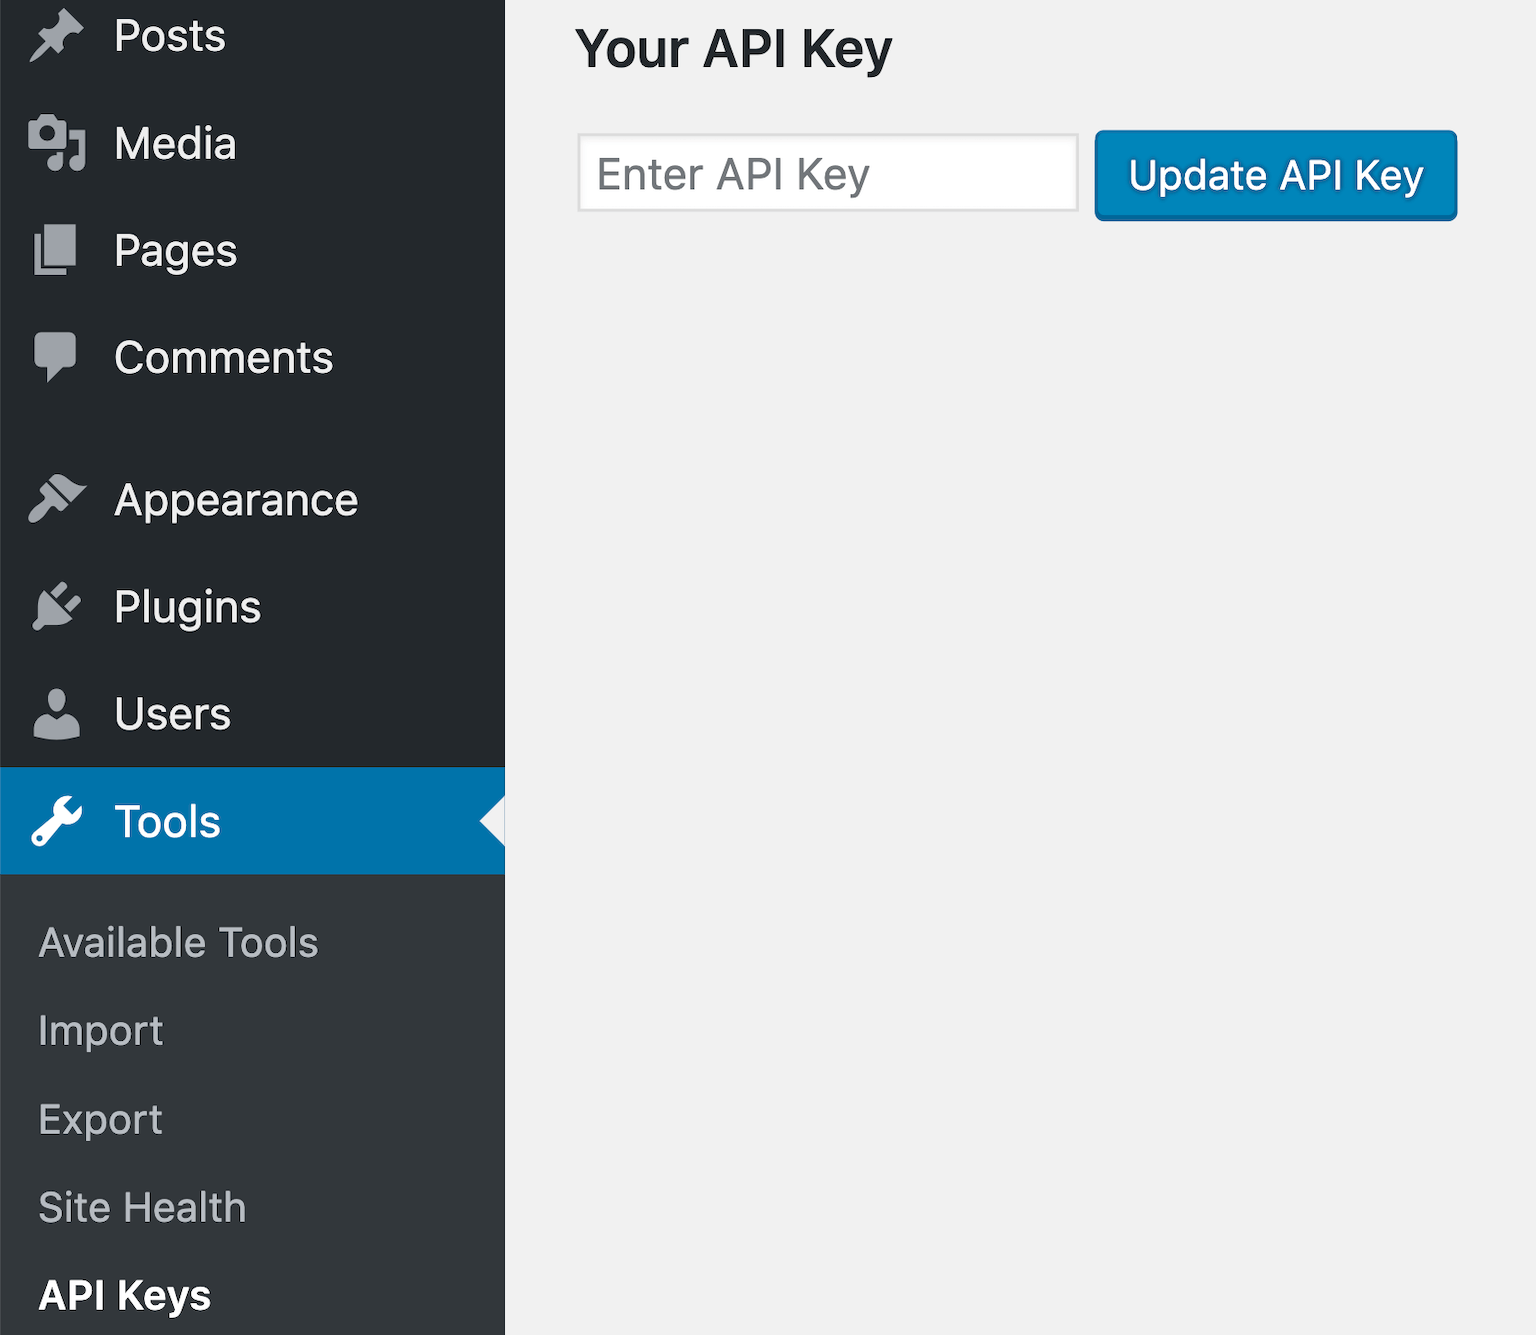 Posts
Media
Pages
Comments
Appearance
Plugins
Users
Tools
Available Tools
Import
Export
Site Health
API Keys
Your API Key
Enter API Key
Update API Key